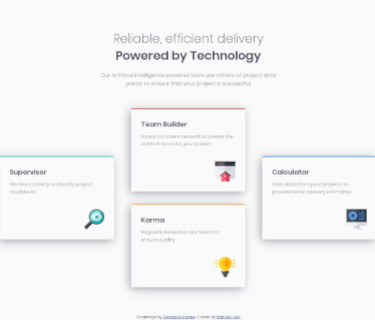 Reliable, efficient delivery
Powered by Technology
Our Artificial Intelligence powered tools use millions of project data
points to ensure that your project is successful
Team Builder
Scans our talent network to create the
optimal team for your project
Supervisor
Monitors activity to identify project
roadblocks
Calculator
Uses data from past projects to
provide better delivery estimates
Karma
Regularly evaluates our talent to
ensure quality
Challenge by Frontend Mentor. Coded by